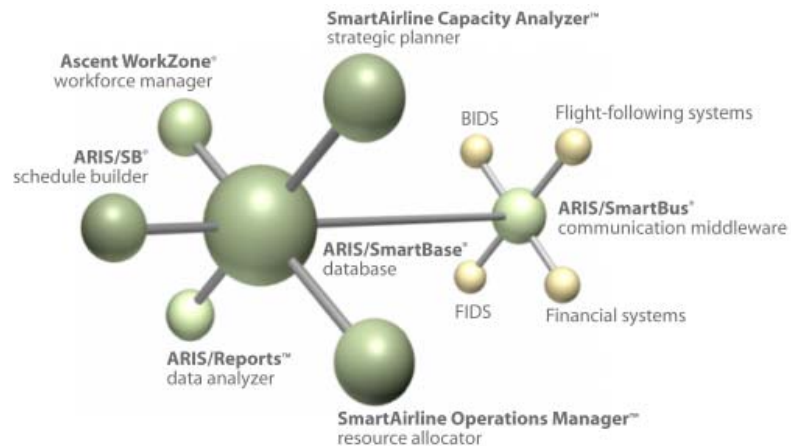 SmartAirline Capacity Analyzer™
strategic planner
Ascent WorkZone®
workforce manager
BIDS
Flight-following systems
ARIS/SB®
schedule builder
ARIS/SmartBus®
communication middleware
ARIS/SmartBase®
database
FIDS
Financial systems
ARIS/Reports™
data analyzer
SmartAirline Operations Manager™
resource allocator